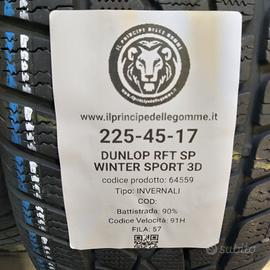 IL PRINCIPE DELLE GOMME
www.ilprincipedellegomme.it
225-45-17
DUNLOP RFT SP
WINTER SPORT 3D
codice prodotto: 64559
Tipo: INVERNALI
COD:
Battistrada: 90%
Codice Velocità: 91H
FILA: 57
subito